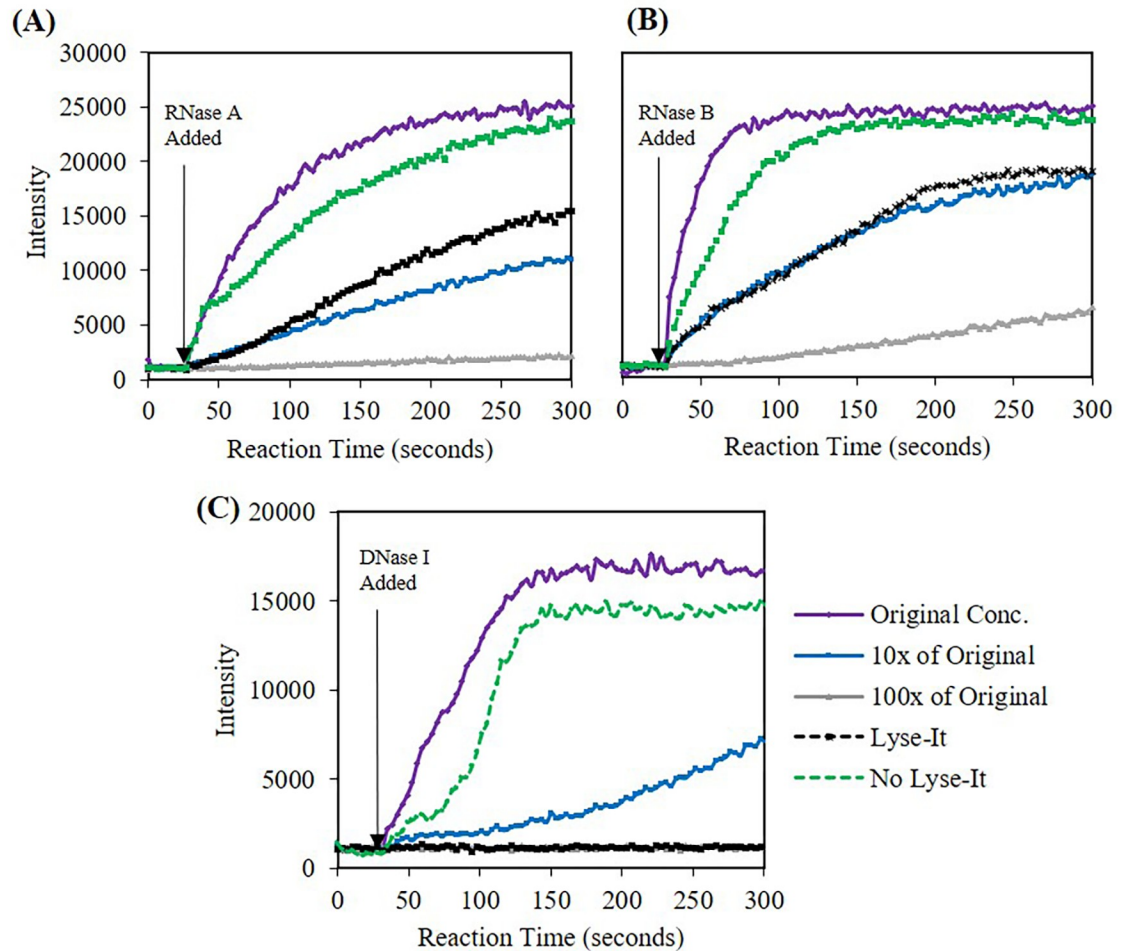 (A)
(B)
30000
25000
20000
15000
10000
5000
0
Intensity
RNase A
Added
0 50 100 150 200 250 300
Reaction Time (seconds)
RNase B
Added
0 50 100 150 200 250 300
Reaction Time (seconds)
(C)
20000
15000
10000
5000
0
Intensity
DNase I
Added
0 50 100 150 200 250 300
Reaction Time (seconds)
Original Conc.
10x of Original
100x of Original
Lyse-It
No Lyse-It